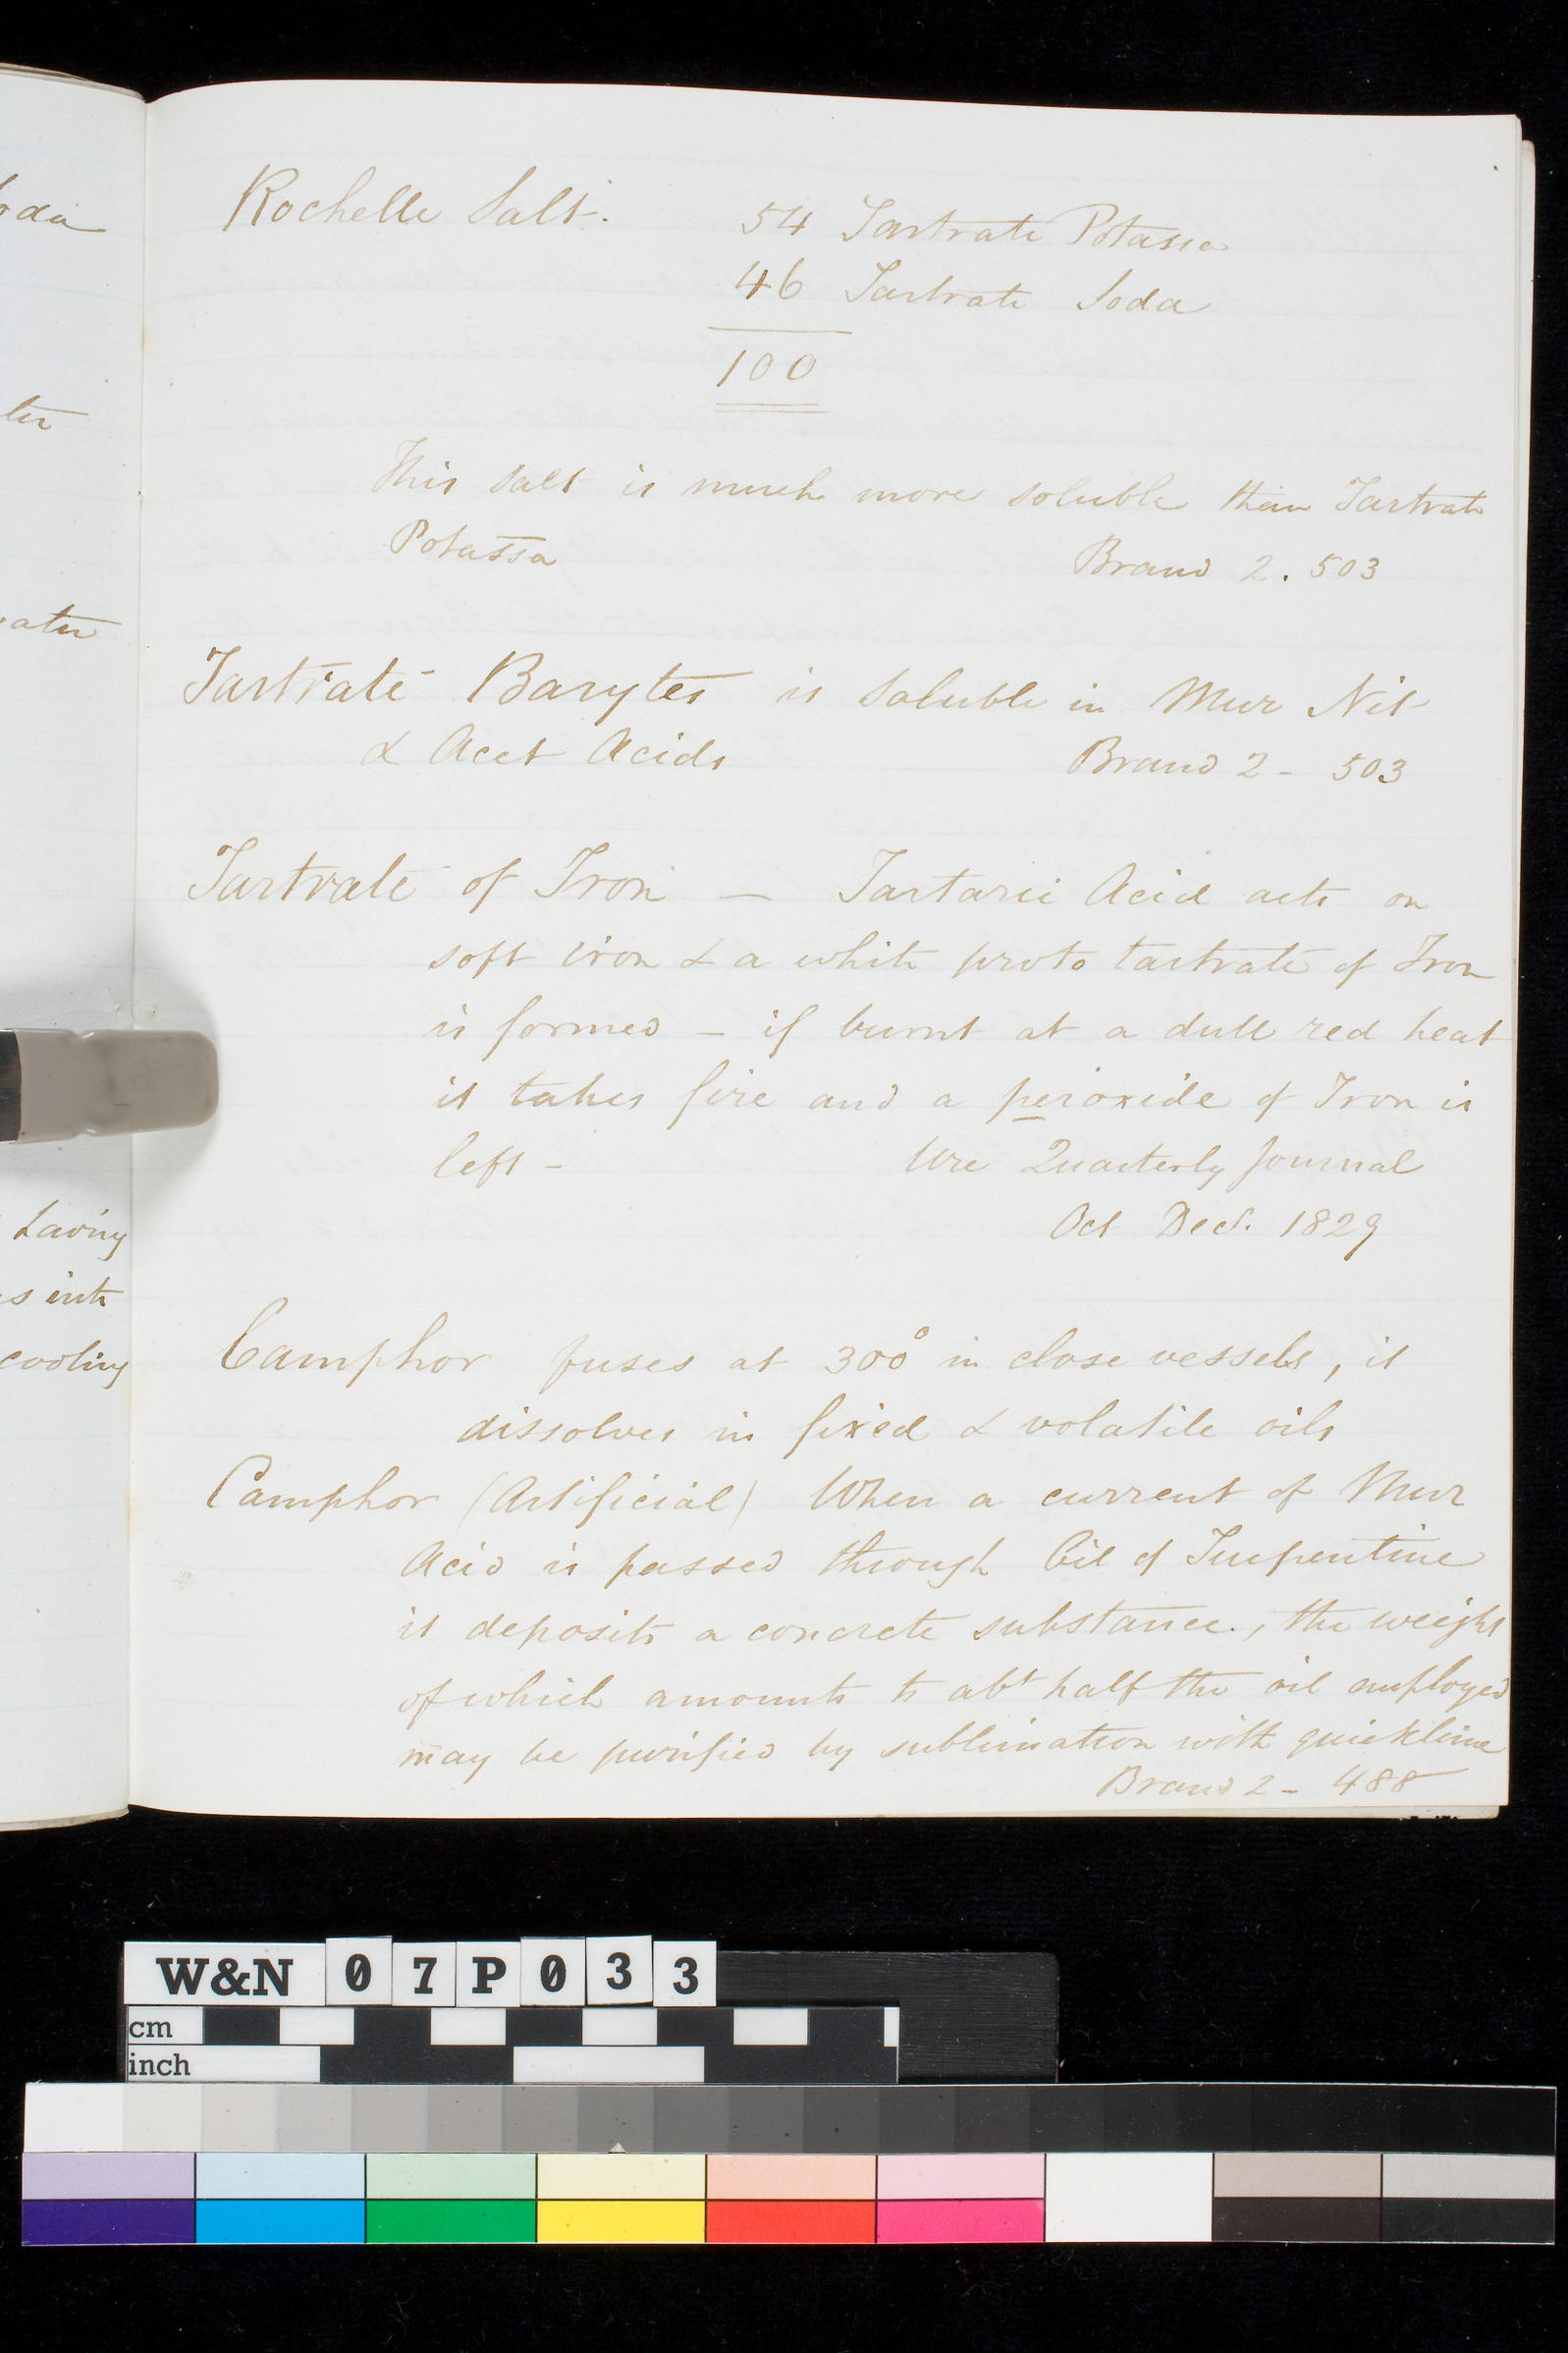 oda
ter
ater
having
s into
cooling
Rochelle Salt. 54 Tartrate Potassa
46 Tartrate Soda
100
This salt is much more soluble than Tartrate
Potassa Brand 2. 503
Tartrate Barytes is soluble in Mur Nit
& Acet Acids Brand 2 - 503
Tartrate of Iron — Tartaric Acid acts on
soft iron & a white proto tartrate of Iron
is formed - if burnt at a dull red heat
it takes fire and a peroxide of Iron is
left - Ure Quarterly Journal
Oct Dec. 1829
Camphor fuses at 300° in close vessels, it
dissolves in fixed & volatile oils
Camphor (Artificial) When a current of Mur
Acid is passed through Oil of Turpentine
it deposits a concrete substance, the weight
of which amounts to abt half the oil employed
may be purified by sublimation with quicklime
Brand 2 - 488
W&N 07P033
cm
inch